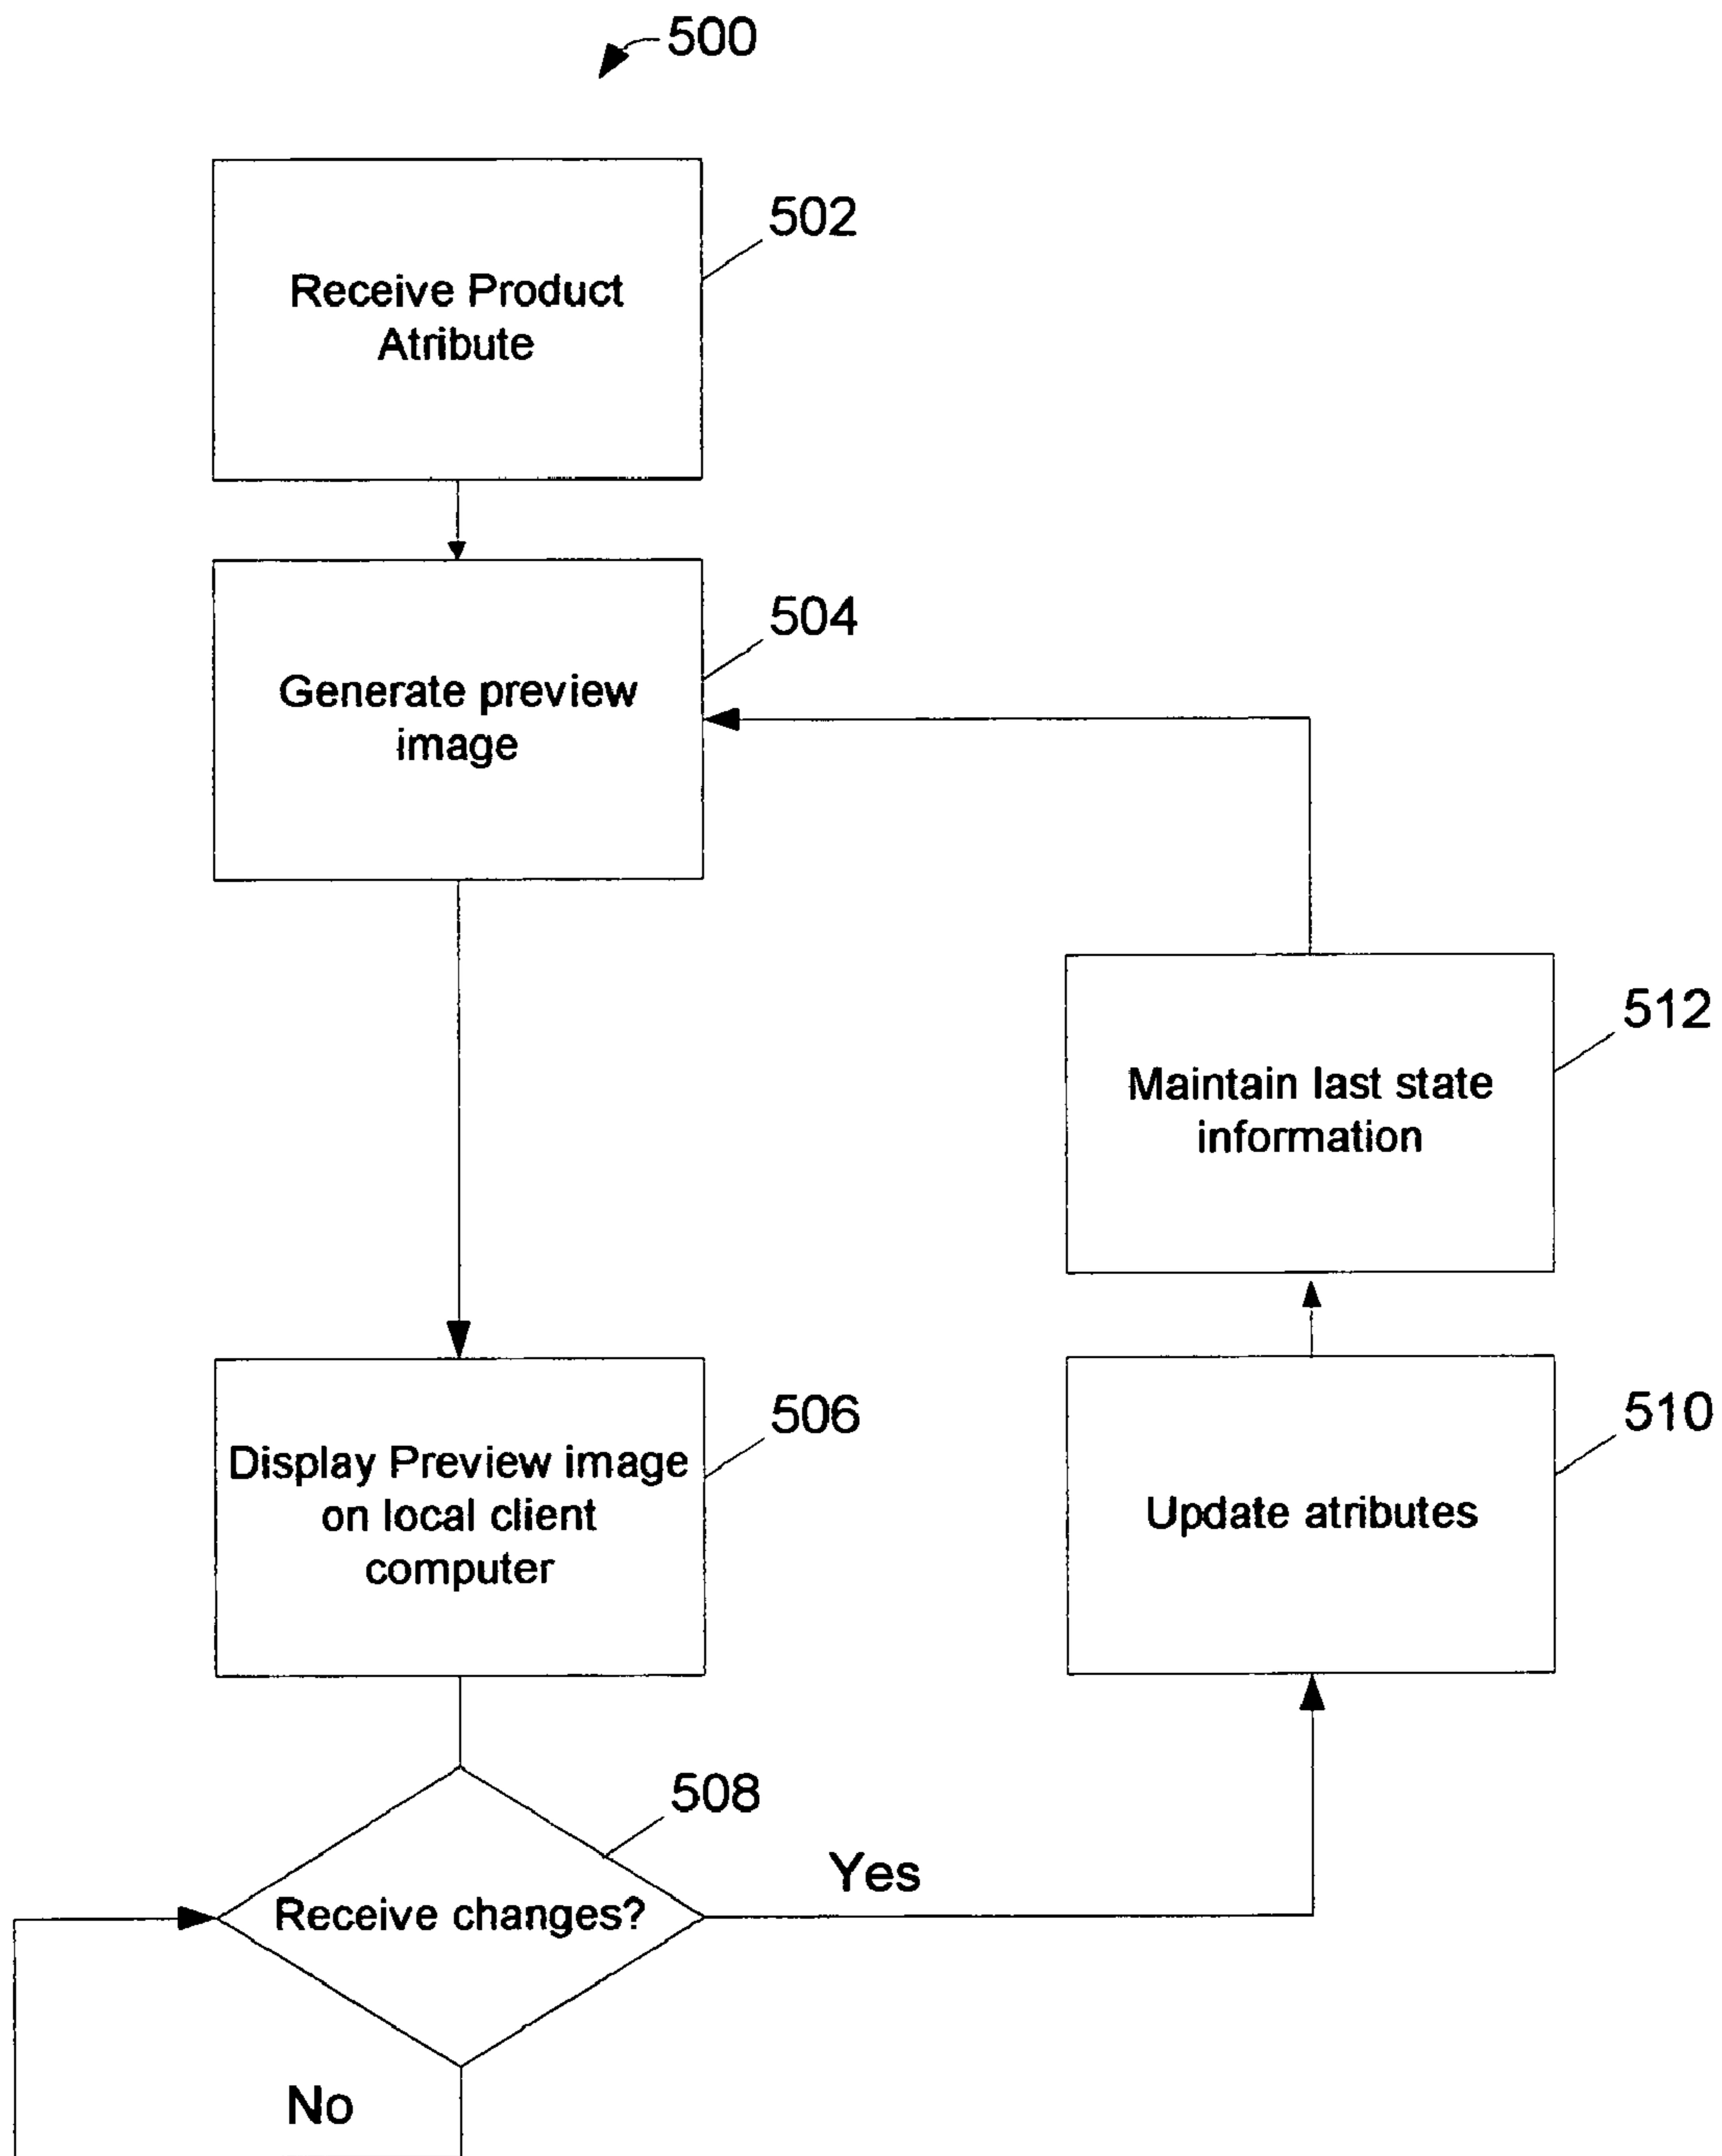 500
502
Receive Product
Atribute
504
Generate preview
image
512
Maintain last state
information
506
Display Preview image
on local client
computer
510
Update atributes
508
Receive changes?
Yes
No